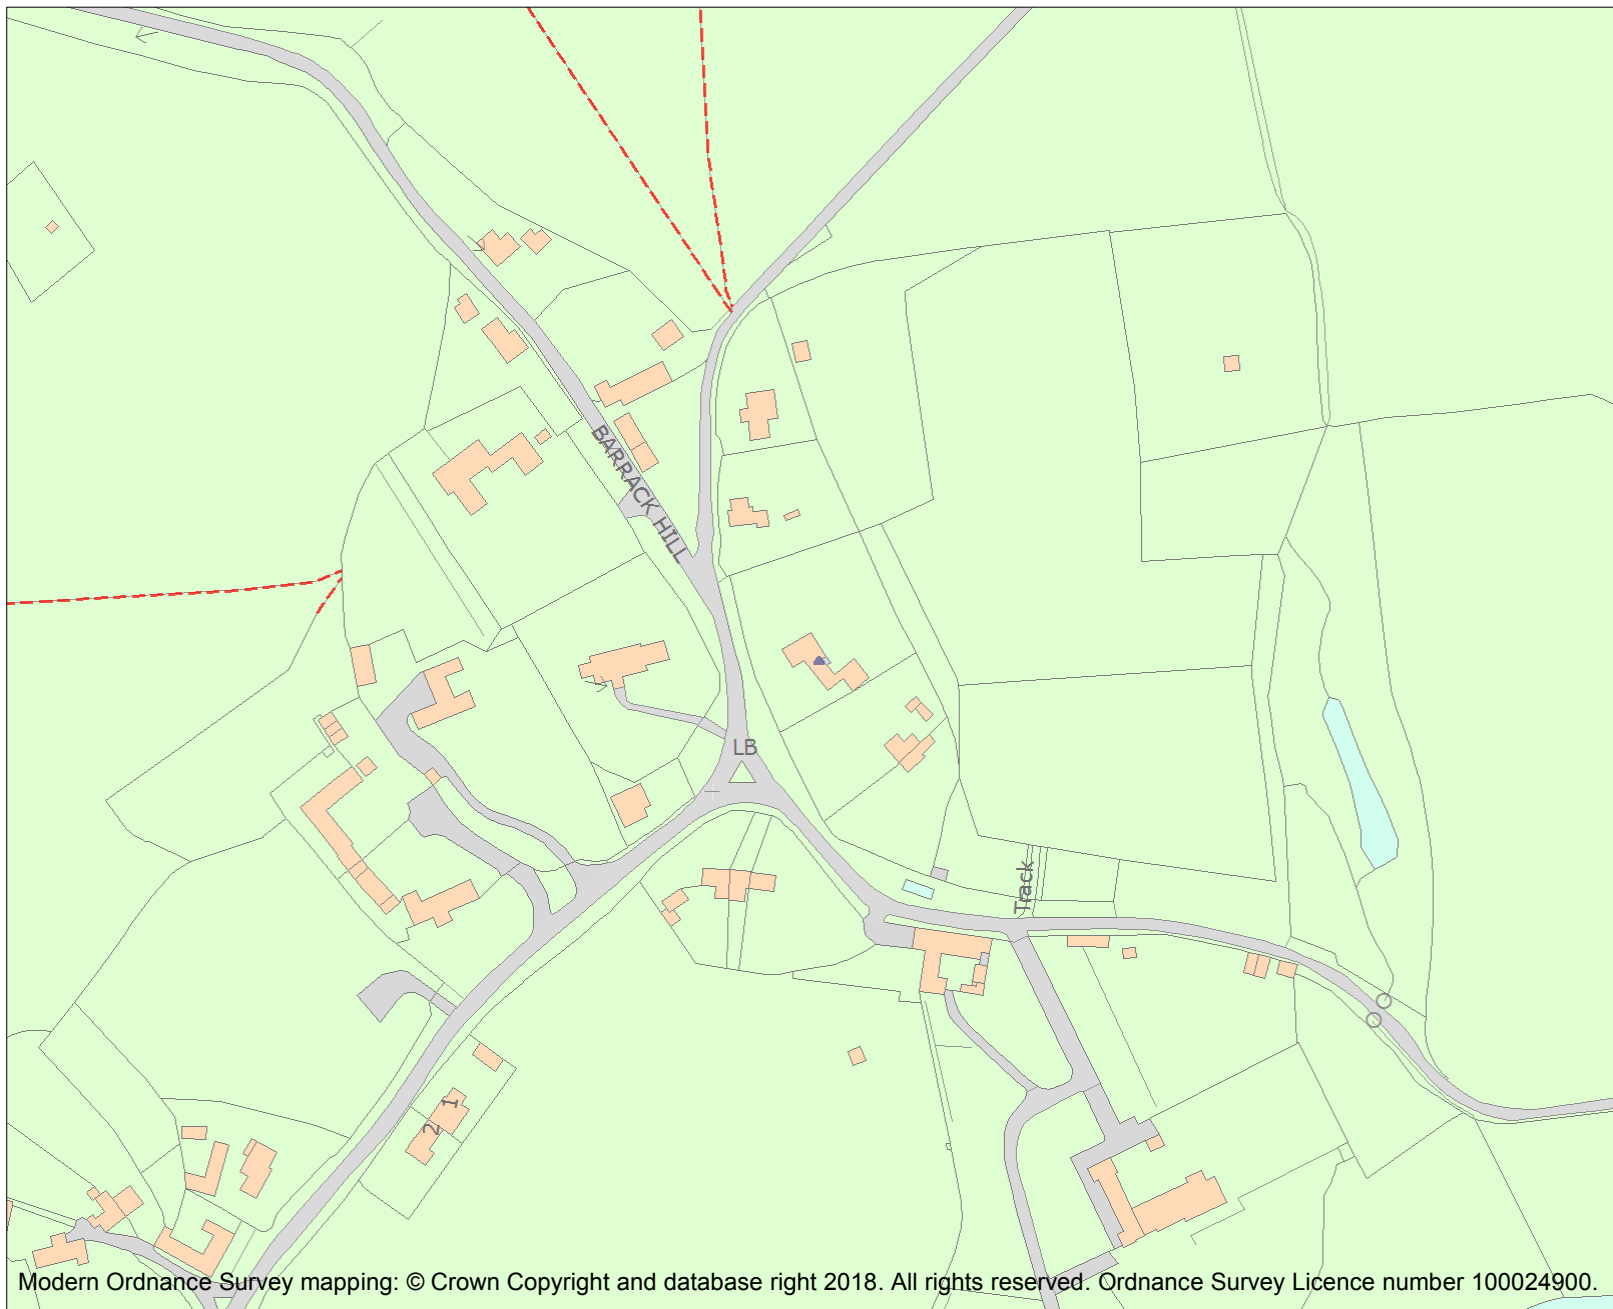 BARRACK HILL
LB
Track
1
2
Modern Ordnance Survey mapping: © Crown Copyright and database right 2018. All rights reserved. Ordnance Survey Licence number 100024900.